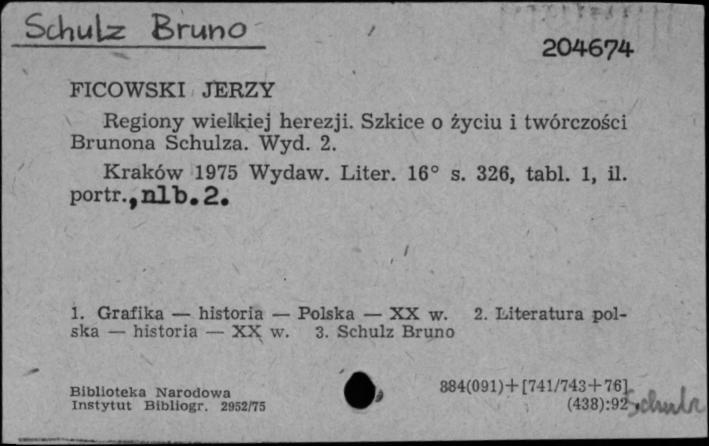 Schulz Bruno
204674
FICOWSKI JERZY
Regiony wielkiej herezji. Szkice o życiu i twórczości
Brunona Schulza. Wyd. 2.
Kraków 1975 Wydaw. Liter. 16° s. 326, tabl. 1, il.
portr., nlb. 2.
1. Grafika — historia — Polska — XX w. 2. Literatura pol-
ska — historia — XX w. 3. Schulz Bruno
Biblioteka Narodowa
Instytut Bibliogr. 2952/75
884(091)+[741/743+76]
(438):92 Schulz